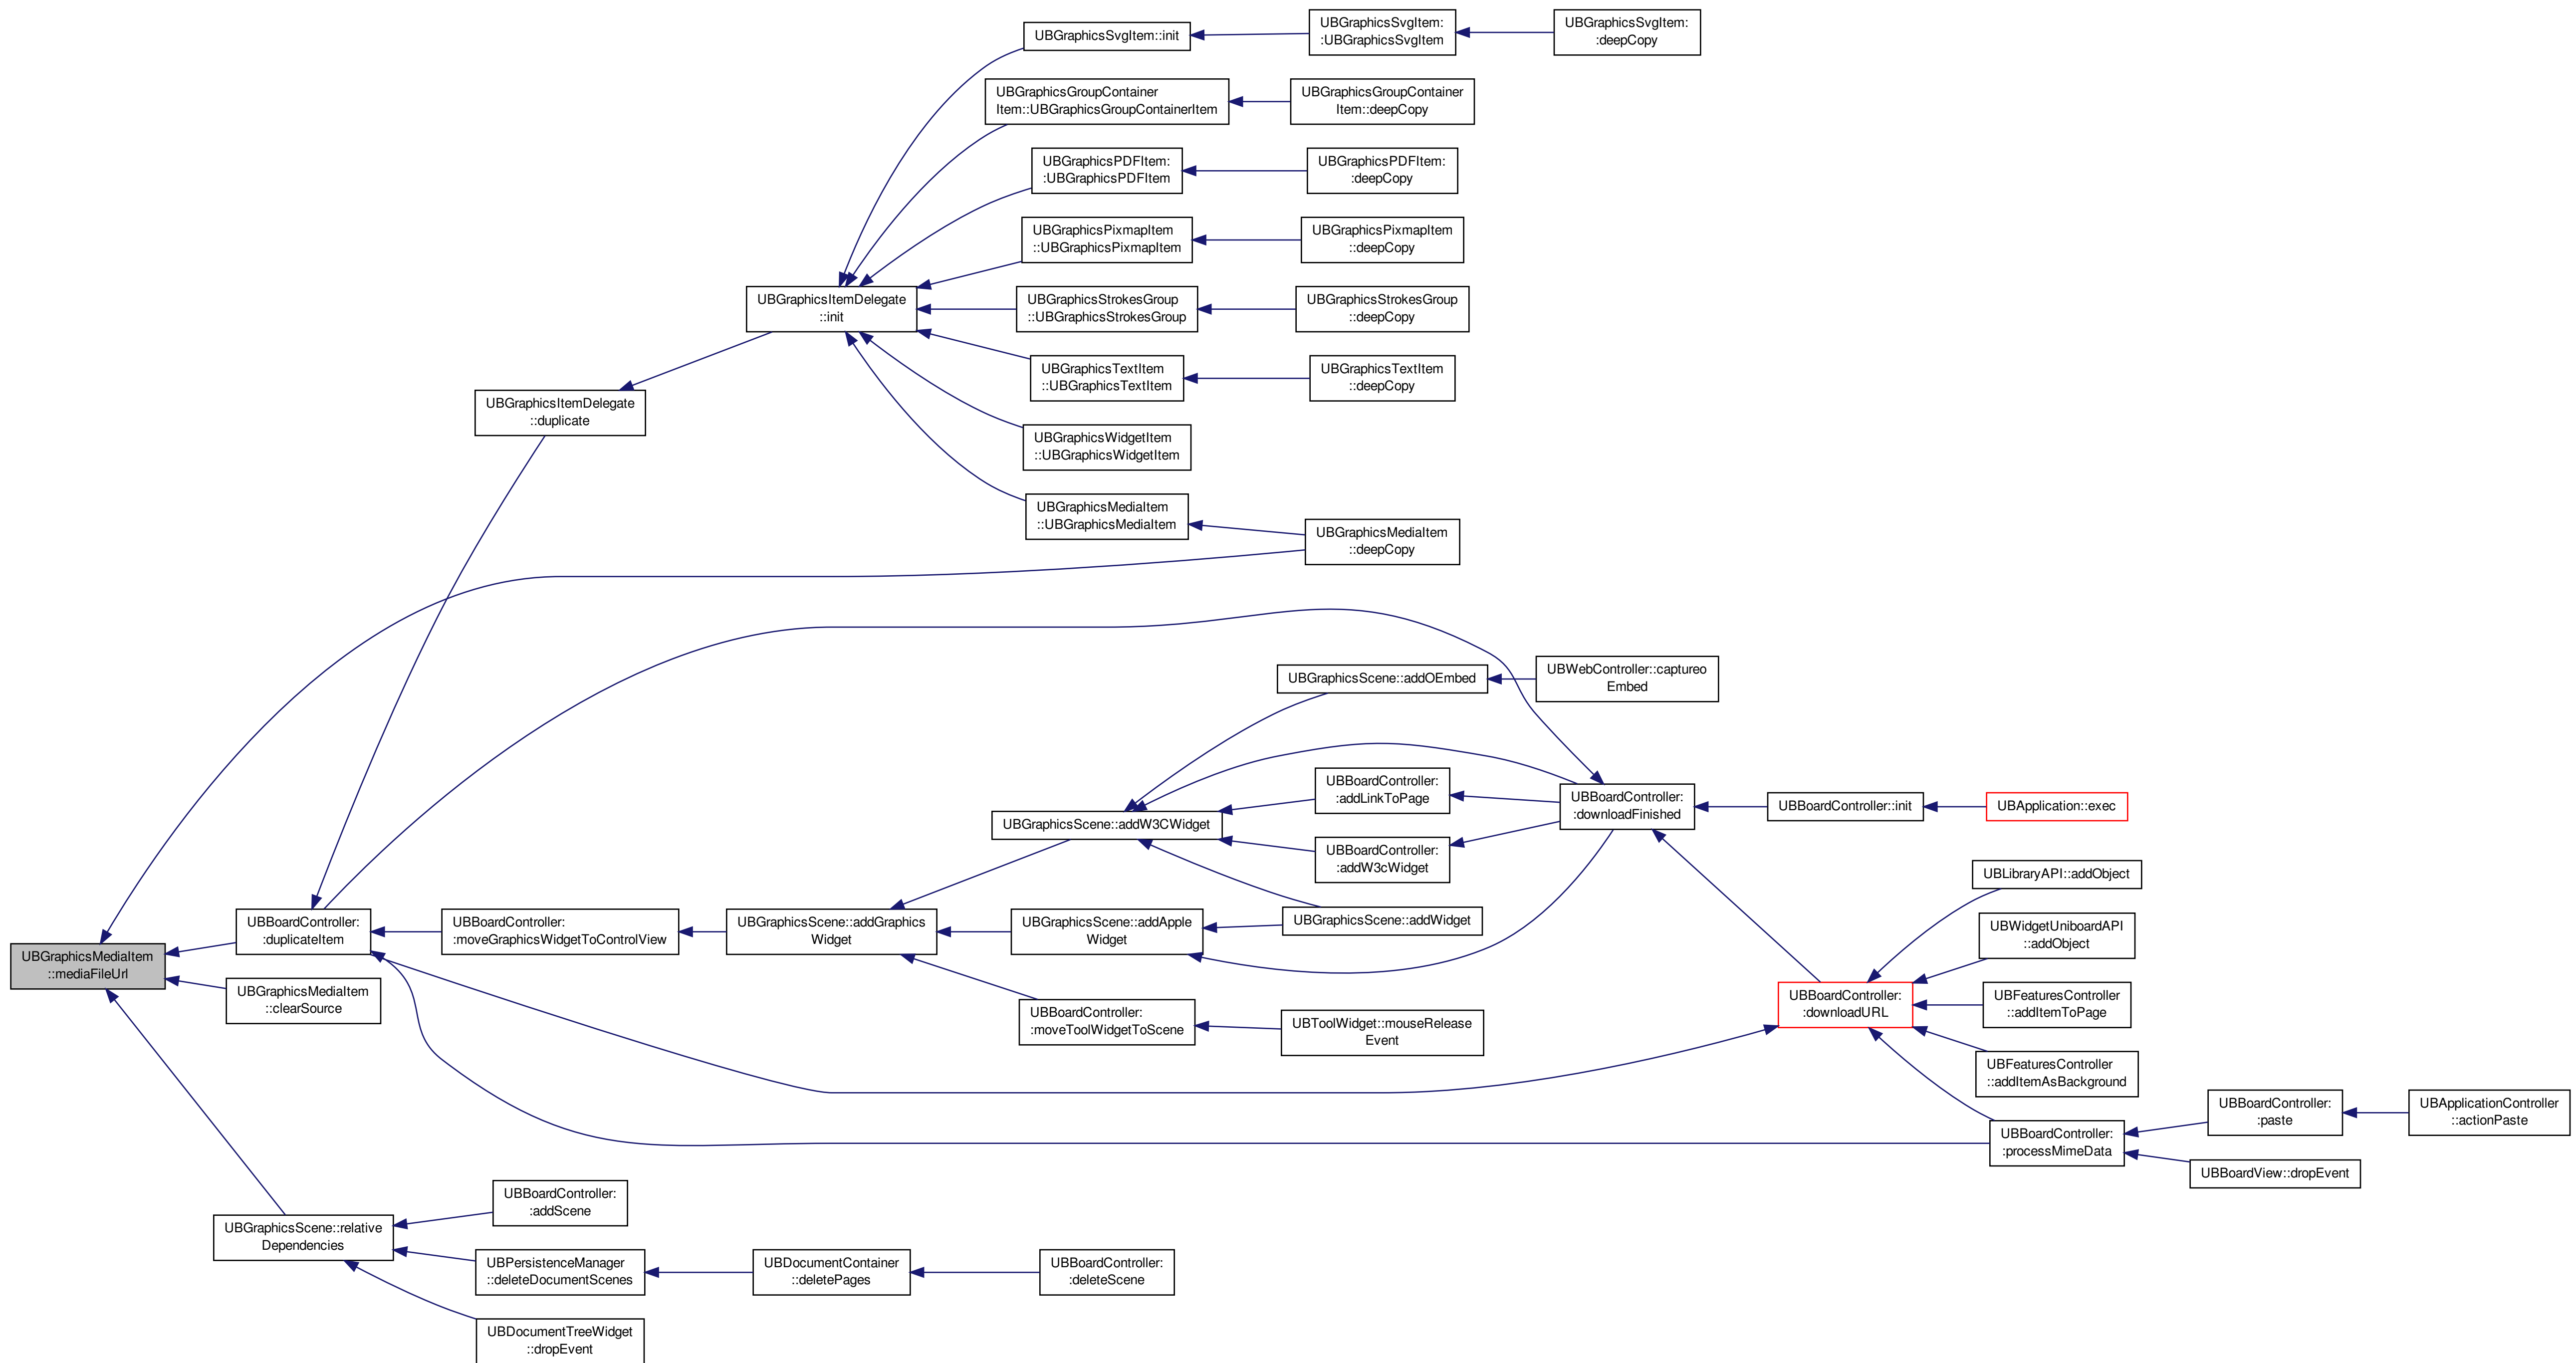 UBGraphicsSvgItem::init
UBGraphicsSvgItem:
:UBGraphicsSvgItem
UBGraphicsSvgItem:
:deepCopy
UBGraphicsGroupContainer
Item::UBGraphicsGroupContainerItem
UBGraphicsGroupContainer
Item::deepCopy
UBGraphicsPDFItem:
:UBGraphicsPDFItem
UBGraphicsPDFItem:
:deepCopy
UBGraphicsPixmapItem
::UBGraphicsPixmapItem
UBGraphicsPixmapItem
::deepCopy
UBGraphicsItemDelegate
::init
UBGraphicsStrokesGroup
::UBGraphicsStrokesGroup
UBGraphicsStrokesGroup
::deepCopy
UBGraphicsTextItem
::UBGraphicsTextItem
UBGraphicsTextItem
::deepCopy
UBGraphicsItemDelegate
::duplicate
UBGraphicsWidgetItem
::UBGraphicsWidgetItem
UBGraphicsMediaItem
::UBGraphicsMediaItem
UBGraphicsMediaItem
::deepCopy
UBGraphicsScene::addOEmbed
UBWebController::captureo
Embed
UBBoardController:
:addLinkToPage
UBGraphicsScene::addW3CWidget
UBBoardController:
:downloadFinished
UBBoardController::init
UBApplication::exec
UBBoardController:
:addW3cWidget
UBLibraryAPI::addObject
UBGraphicsMediaItem
::mediaFileUrl
UBBoardController:
:duplicateItem
UBBoardController:
:moveGraphicsWidgetToControlView
UBGraphicsScene::addGraphics
Widget
UBGraphicsScene::addApple
Widget
UBGraphicsScene::addWidget
UBWidgetUniboardAPI
::addObject
UBGraphicsMediaItem
::clearSource
UBBoardController:
:moveToolWidgetToScene
UBToolWidget::mouseRelease
Event
UBBoardController:
:downloadURL
UBFeaturesController
::addItemToPage
UBFeaturesController
::addItemAsBackground
UBBoardController:
:processMimeData
UBBoardController:
:paste
UBApplicationController
::actionPaste
UBBoardView::dropEvent
UBGraphicsScene::relative
Dependencies
UBBoardController:
:addScene
UBPersistenceManager
::deleteDocumentScenes
UBDocumentContainer
::deletePages
UBBoardController:
:deleteScene
UBDocumentTreeWidget
::dropEvent